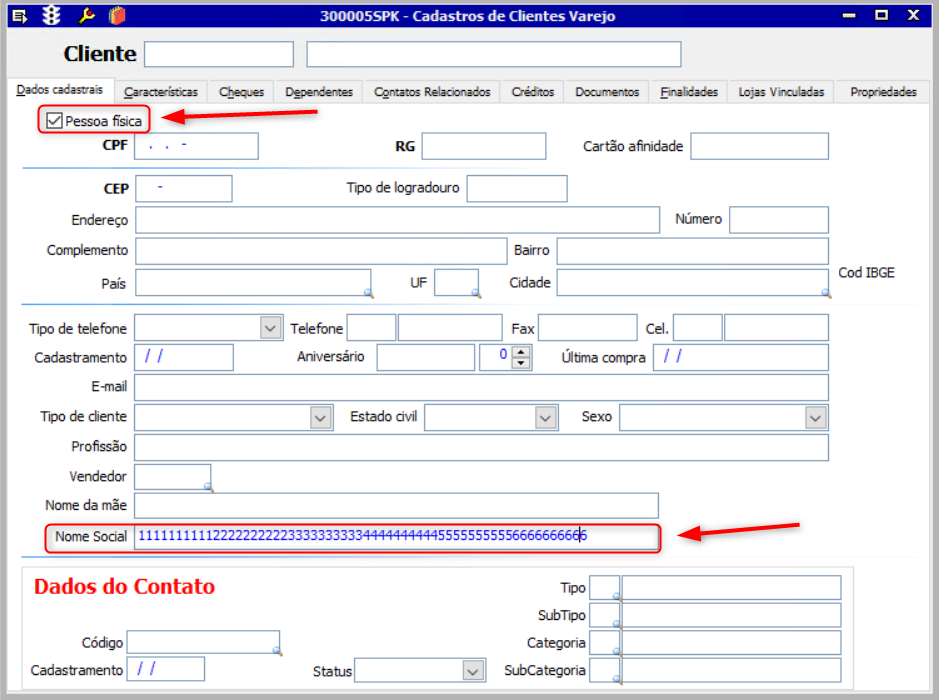 300005SPK - Cadastros de Clientes Varejo
Cliente
Dados cadastrais Características Cheques Dependentes Contatos Relacionados Créditos Documentos Finalidades Lojas Vinculadas Propriedades
Pessoa física
CPF . . - RG Cartão afinidade
CEP - Tipo de logradouro
Endereço Número
Complemento Bairro
País UF Cidade Cod IBGE
Tipo de telefone Telefone Fax Cel.
Cadastramento / / Aniversário 0 Última compra / /
E-mail
Tipo de cliente Estado civil Sexo
Profissão
Vendedor
Nome da mãe
Nome Social 111111111122222222223333333333444444444455555555556666666666
Dados do Contato
Tipo
SubTipo
Código Categoria
Cadastramento / / Status SubCategoria